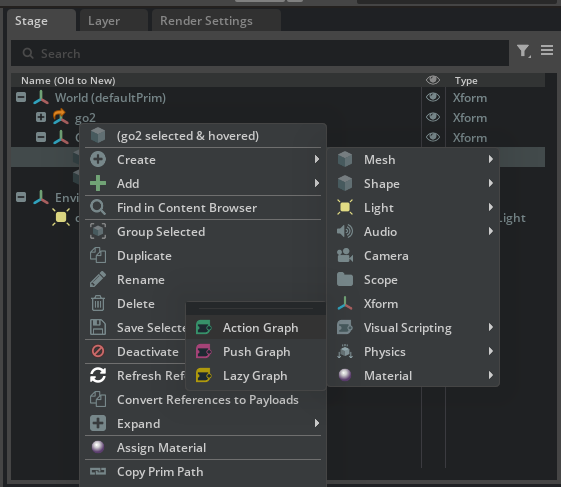 Stage
Layer
Render Settings
Search
Name (Old to New)
Type
World (defaultPrim)
Xform
go2
Xform
Xform
Envi
Light
(go2 selected & hovered)
Create
Add
Find in Content Browser
Group Selected
Duplicate
Rename
Delete
Save Selecte
Deactivate
Refresh Ref
Convert References to Payloads
Expand
Assign Material
Copy Prim Path
Mesh
Shape
Light
Audio
Camera
Scope
Xform
Visual Scripting
Physics
Material
Action Graph
Push Graph
Lazy Graph